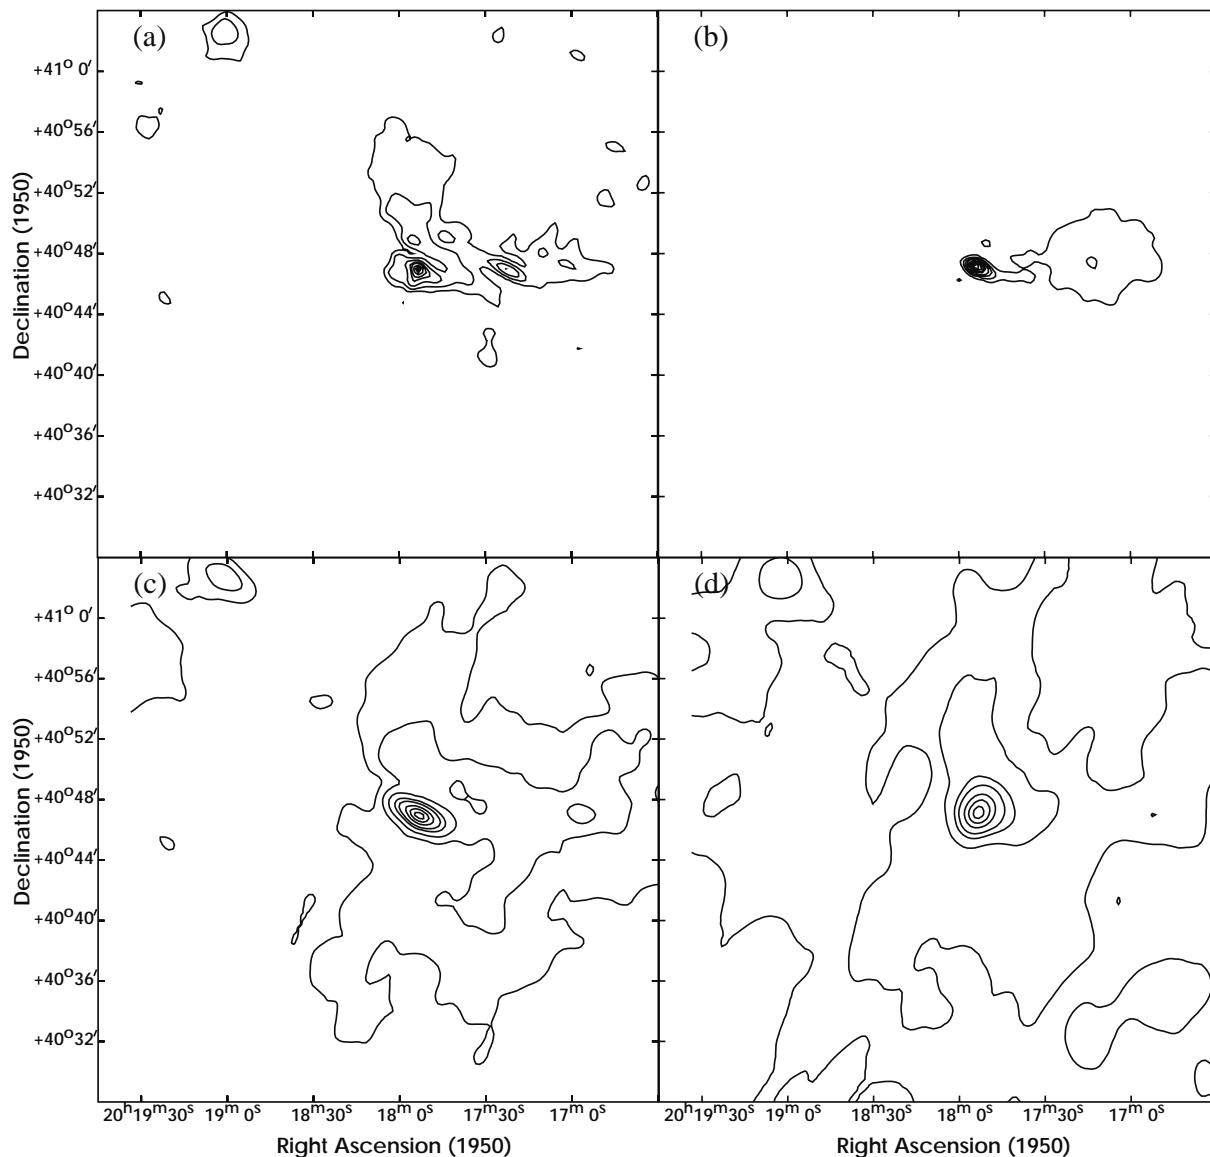 (a)
(b)
+41° 0′
+40° 56′
+40° 52′
+40° 48′
+40° 44′
+40° 40′
+40° 36′
+40° 32′
Declination (1950)
(c)
(d)
+41° 0′
+40° 56′
+40° 52′
+40° 48′
+40° 44′
+40° 40′
+40° 36′
+40° 32′
Declination (1950)
20ʰ19ᵐ30ˢ 19ᵐ 0ˢ 18ᵐ30ˢ 18ᵐ 0ˢ 17ᵐ30ˢ 17ᵐ 0ˢ
20ʰ19ᵐ30ˢ 19ᵐ 0ˢ 18ᵐ30ˢ 18ᵐ 0ˢ 17ᵐ30ˢ 17ᵐ 0ˢ
Right Ascension (1950)
Right Ascension (1950)